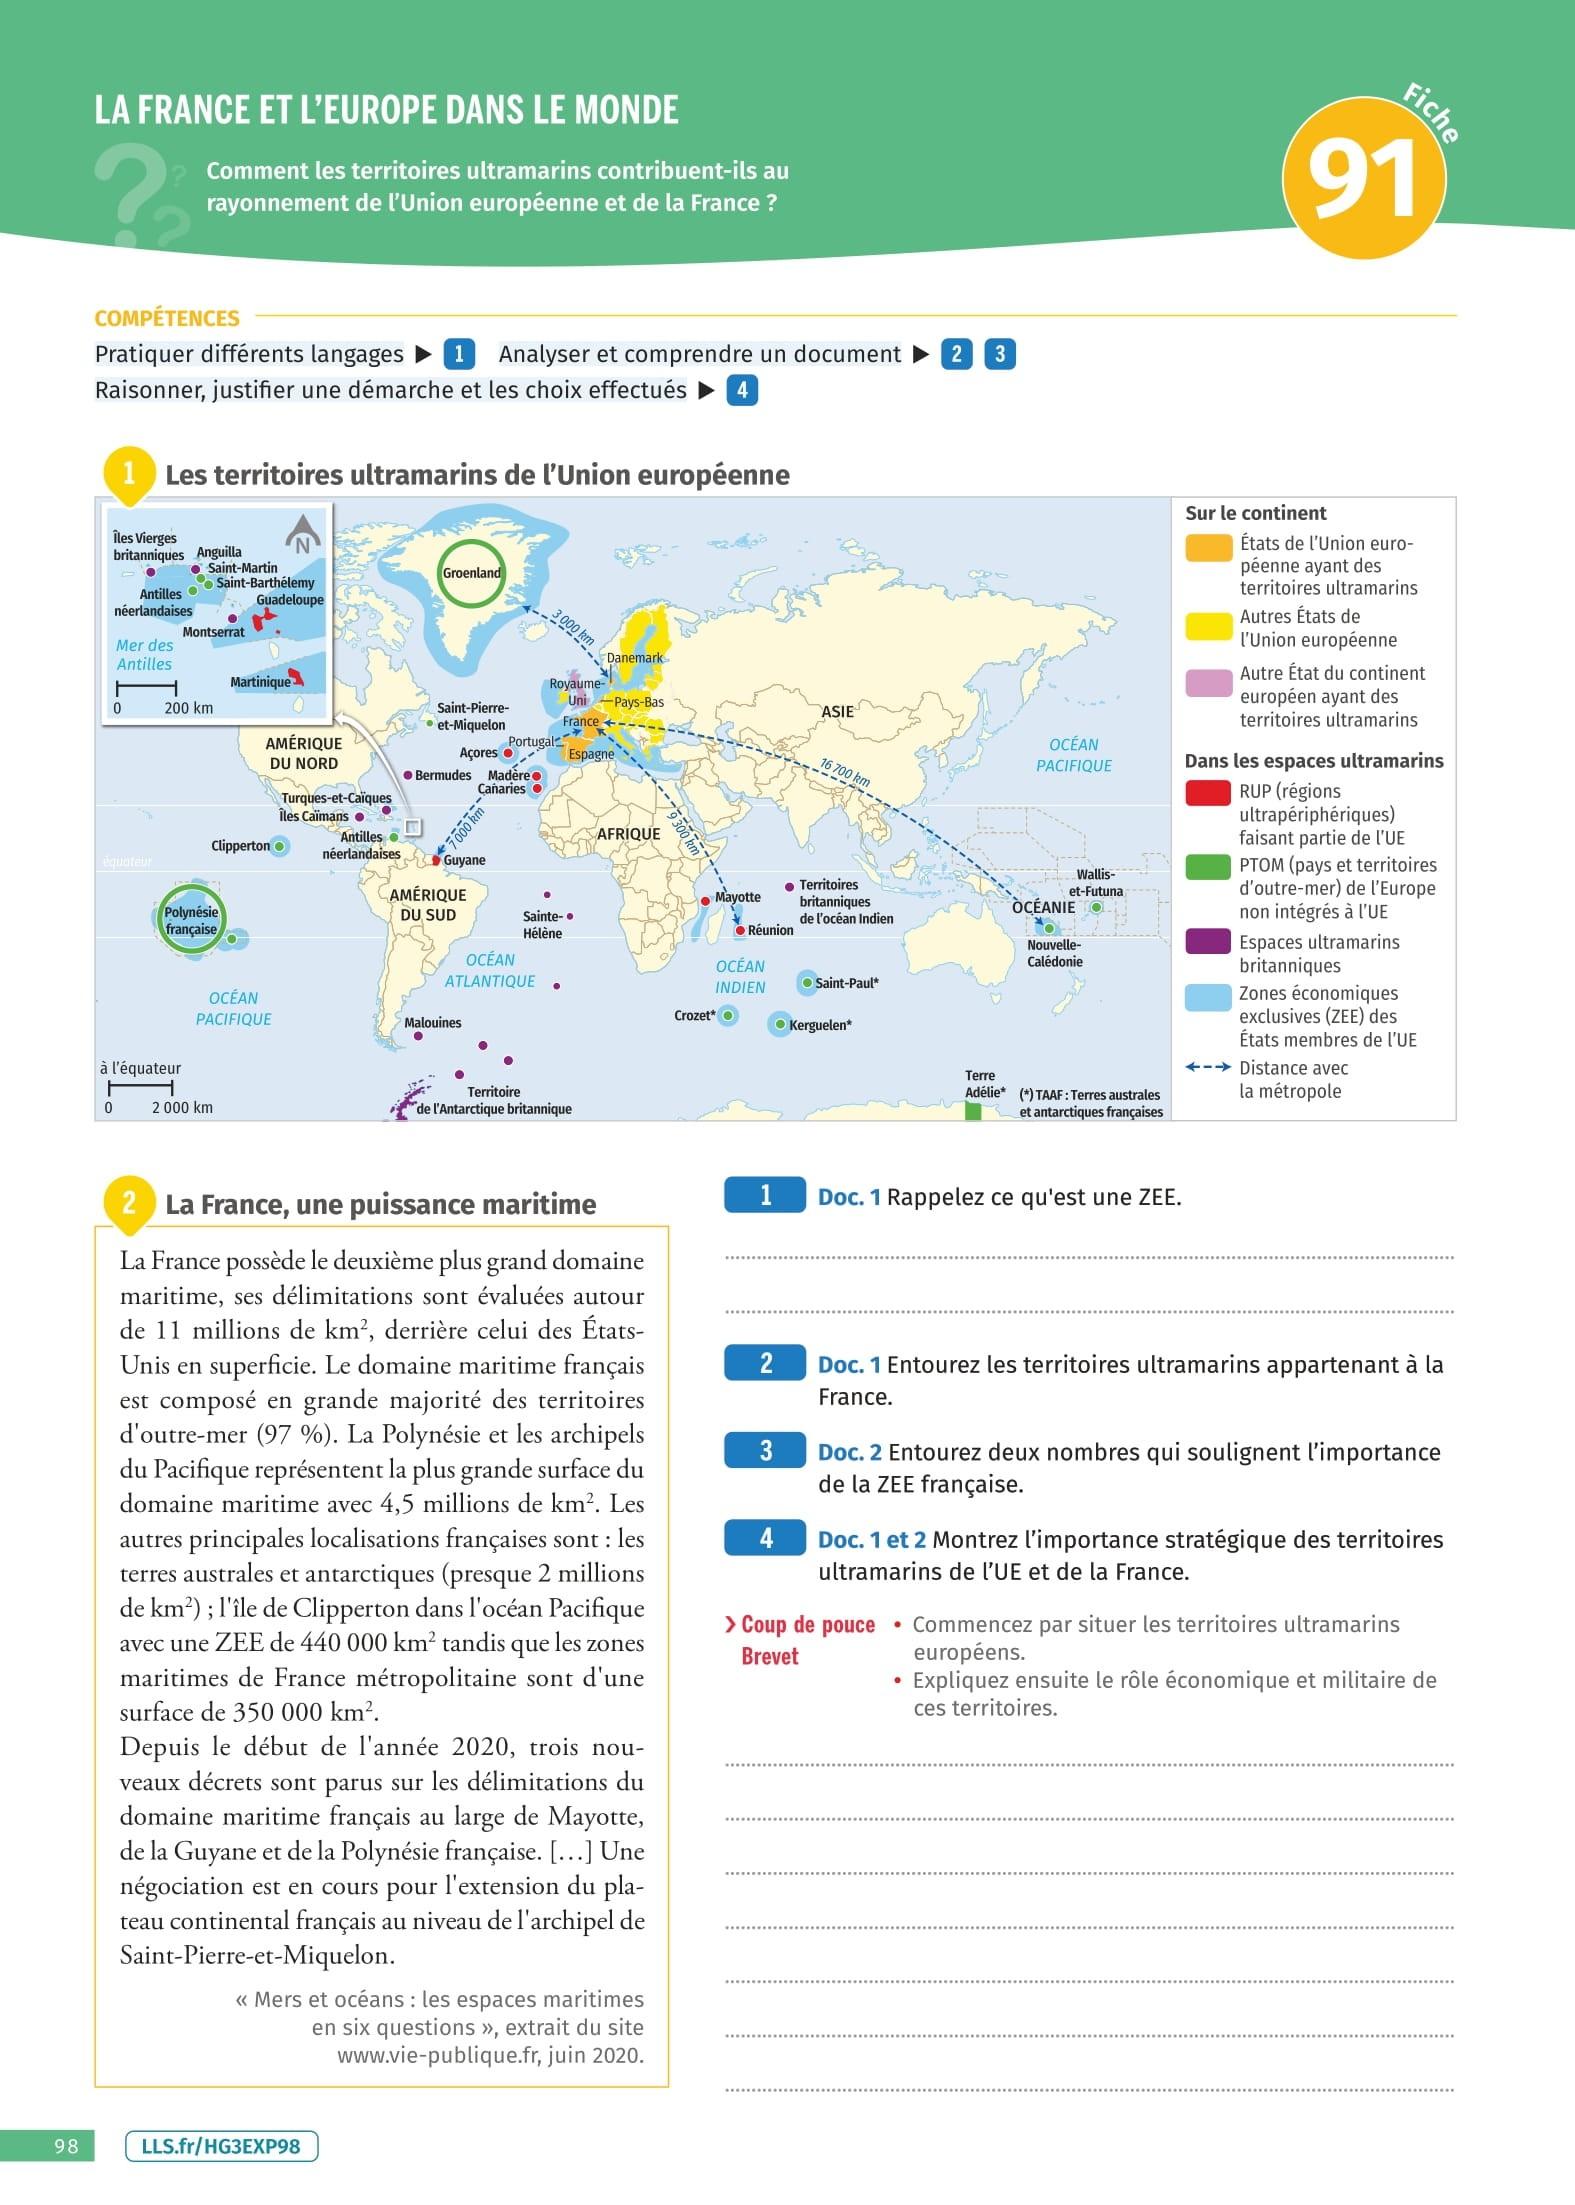 LA FRANCE ET L'EUROPE DANS LE MONDE
Fiche
91
Comment les territoires ultramarins contribuent-ils au
rayonnement de l'Union européenne et de la France ?
COMPÉTENCES
Pratiquer différents langages ► 1 Analyser et comprendre un document ► 2 3
Raisonner, justifier une démarche et les choix effectués ► 4
1 Les territoires ultramarins de l'Union européenne
Îles Vierges
britanniques
Anguilla
Saint-Martin
Saint-Barthélemy
Antilles
néerlandaises
Guadeloupe
Montserrat
Mer des
Antilles
Martinique
0 200 km
N
Groenland
3 000 km
Danemark
Royaume-
Uni
Pays-Bas
France
Portugal
Espagne
Saint-Pierre-
et-Miquelon
Açores
Madère
Canaries
Bermudes
AMÉRIQUE
DU NORD
Turques-et-Caïques
Îles Caïmans
Antilles
néerlandaises
7 000 km
Clipperton
équateur
Guyane
ASIE
16 700 km
9 300 km
AFRIQUE
OCÉAN
PACIFIQUE
AMÉRIQUE
DU SUD
Polynésie
française
Sainte-
Hélène
Mayotte
Réunion
Territoires
britanniques
de l'océan Indien
Wallis-
et-Futuna
OCÉANIE
Nouvelle-
Calédonie
OCÉAN
ATLANTIQUE
OCÉAN
INDIEN
Saint-Paul*
Crozet*
Kerguelen*
OCÉAN
PACIFIQUE
Malouines
à l'équateur
0 2 000 km
Territoire
de l'Antarctique britannique
Terre
Adélie*
(*) TAAF : Terres australes
et antarctiques françaises
Sur le continent
États de l'Union euro-
péenne ayant des
territoires ultramarins
Autres États de
l'Union européenne
Autre État du continent
européen ayant des
territoires ultramarins
Dans les espaces ultramarins
RUP (régions
ultrapériphériques)
faisant partie de l'UE
PTOM (pays et territoires
d'outre-mer) de l'Europe
non intégrés à l'UE
Espaces ultramarins
britanniques
Zones économiques
exclusives (ZEE) des
États membres de l'UE
Distance avec
la métropole
2 La France, une puissance maritime
La France possède le deuxième plus grand domaine
maritime, ses délimitations sont évaluées autour
de 11 millions de km², derrière celui des États-
Unis en superficie. Le domaine maritime français
est composé en grande majorité des territoires
d'outre-mer (97 %). La Polynésie et les archipels
du Pacifique représentent la plus grande surface du
domaine maritime avec 4,5 millions de km². Les
autres principales localisations françaises sont : les
terres australes et antarctiques (presque 2 millions
de km²) ; l'île de Clipperton dans l'océan Pacifique
avec une ZEE de 440 000 km² tandis que les zones
maritimes de France métropolitaine sont d'une
surface de 350 000 km².
Depuis le début de l'année 2020, trois nou-
veaux décrets sont parus sur les délimitations du
domaine maritime français au large de Mayotte,
de la Guyane et de la Polynésie française. [...] Une
négociation est en cours pour l'extension du pla-
teau continental français au niveau de l'archipel de
Saint-Pierre-et-Miquelon.
« Mers et océans : les espaces maritimes
en six questions », extrait du site
www.vie-publique.fr, juin 2020.
1 Doc. 1 Rappelez ce qu'est une ZEE.
2 Doc. 1 Entourez les territoires ultramarins appartenant à la
France.
3 Doc. 2 Entourez deux nombres qui soulignent l'importance
de la ZEE française.
4 Doc. 1 et 2 Montrez l'importance stratégique des territoires
ultramarins de l'UE et de la France.
› Coup de pouce
Brevet
• Commencez par situer les territoires ultramarins
européens.
• Expliquez ensuite le rôle économique et militaire de
ces territoires.
98
LLS.fr/HG3EXP98